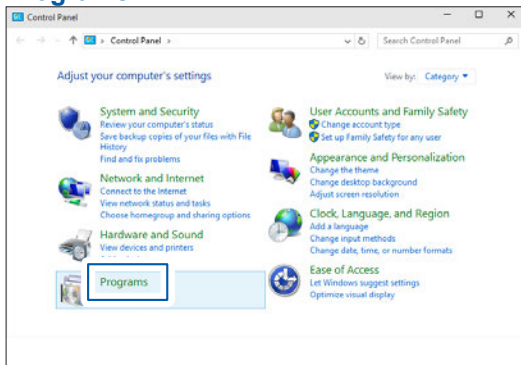 Control Panel
Control Panel
Search Control Panel
Adjust your computer's settings
View by: Category
System and Security
Review your computer's status
Save backup copies of your files with File
History
Find and fix problems
Network and Internet
Connect to the Internet
View network status and tasks
Choose homegroup and sharing options
Hardware and Sound
View devices and printers
Programs
User Accounts and Family Safety
Change account type
Set up Family Safety for any user
Appearance and Personalization
Change the theme
Change desktop background
Adjust screen resolution
Clock, Language, and Region
Add a language
Change input methods
Change date, time, or number formats
Ease of Access
Let Windows suggest settings
Optimize visual display